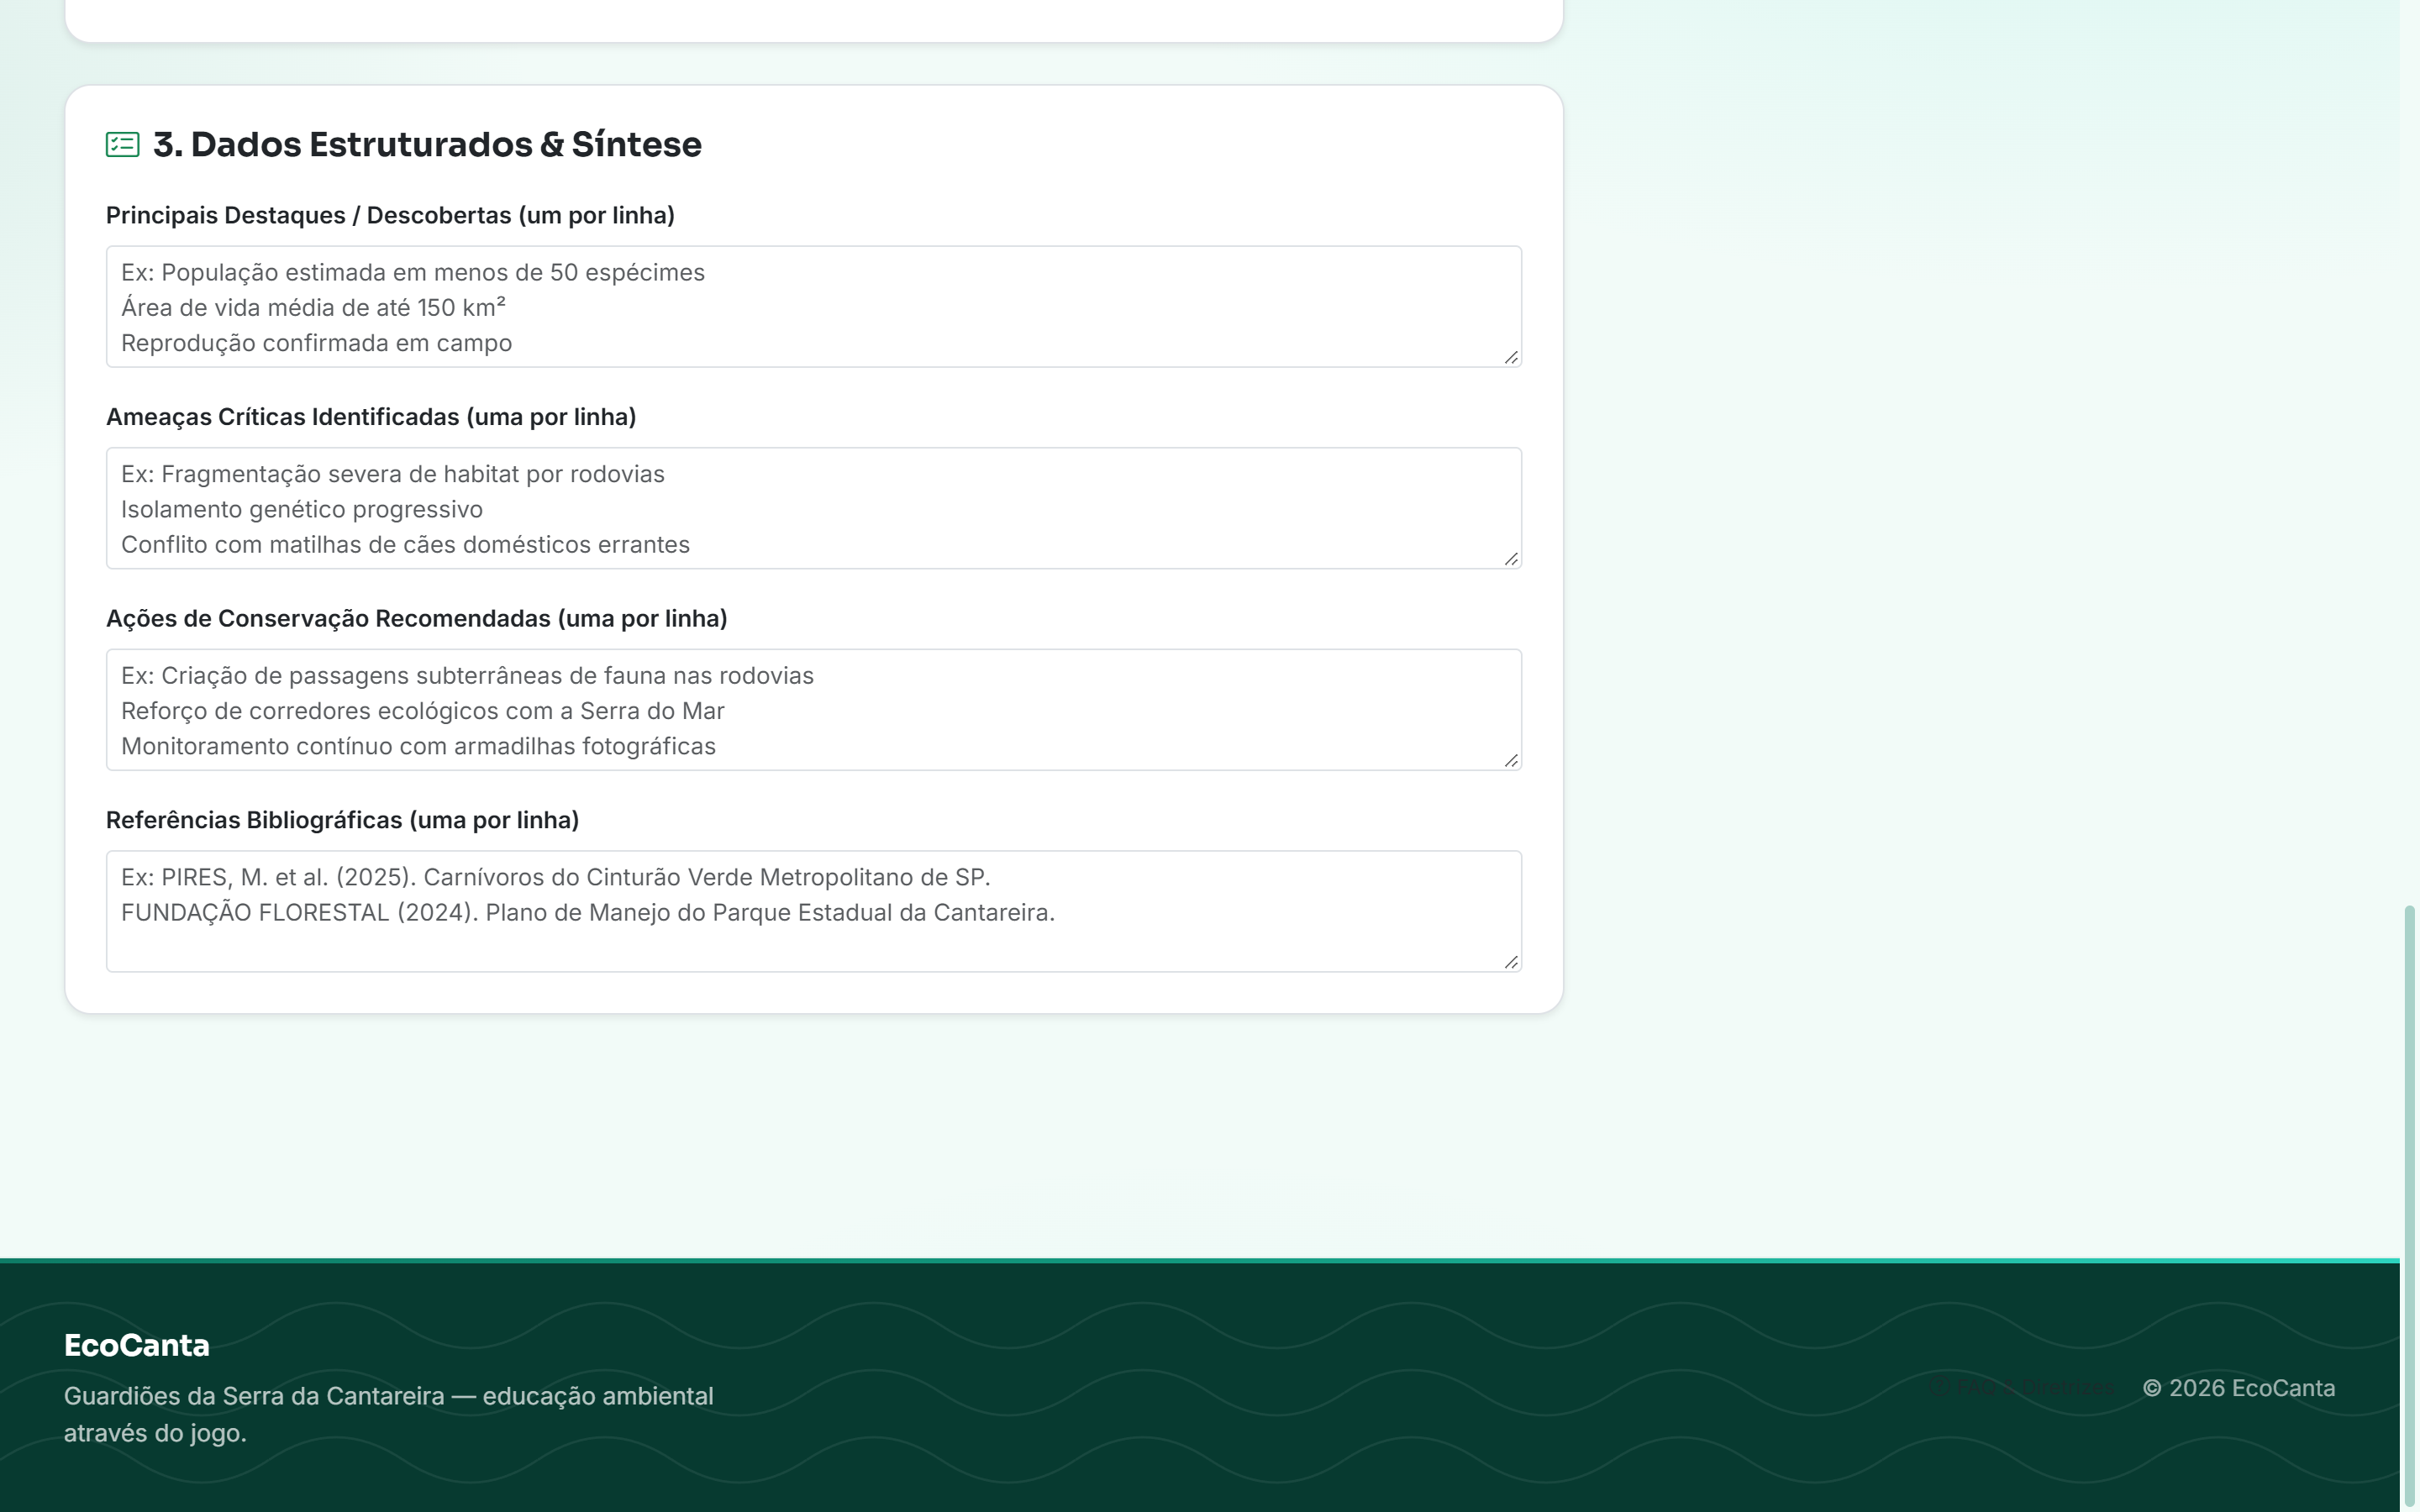 3. Dados Estruturados & Síntese
Principais Destaques / Descobertas (um por linha)
Ex: População estimada em menos de 50 espécimes
Área de vida média de até 150 km²
Reprodução confirmada em campo
Ameaças Críticas Identificadas (uma por linha)
Ex: Fragmentação severa de habitat por rodovias
Isolamento genético progressivo
Conflito com matilhas de cães domésticos errantes
Ações de Conservação Recomendadas (uma por linha)
Ex: Criação de passagens subterrâneas de fauna nas rodovias
Reforço de corredores ecológicos com a Serra do Mar
Monitoramento contínuo com armadilhas fotográficas
Referências Bibliográficas (uma por linha)
Ex: PIRES, M. et al. (2025). Carnívoros do Cinturão Verde Metropolitano de SP.
FUNDAÇÃO FLORESTAL (2024). Plano de Manejo do Parque Estadual da Cantareira.
EcoCanta
Guardiões da Serra da Cantareira — educação ambiental
através do jogo.
FAQ & Diretrizes
© 2026 EcoCanta